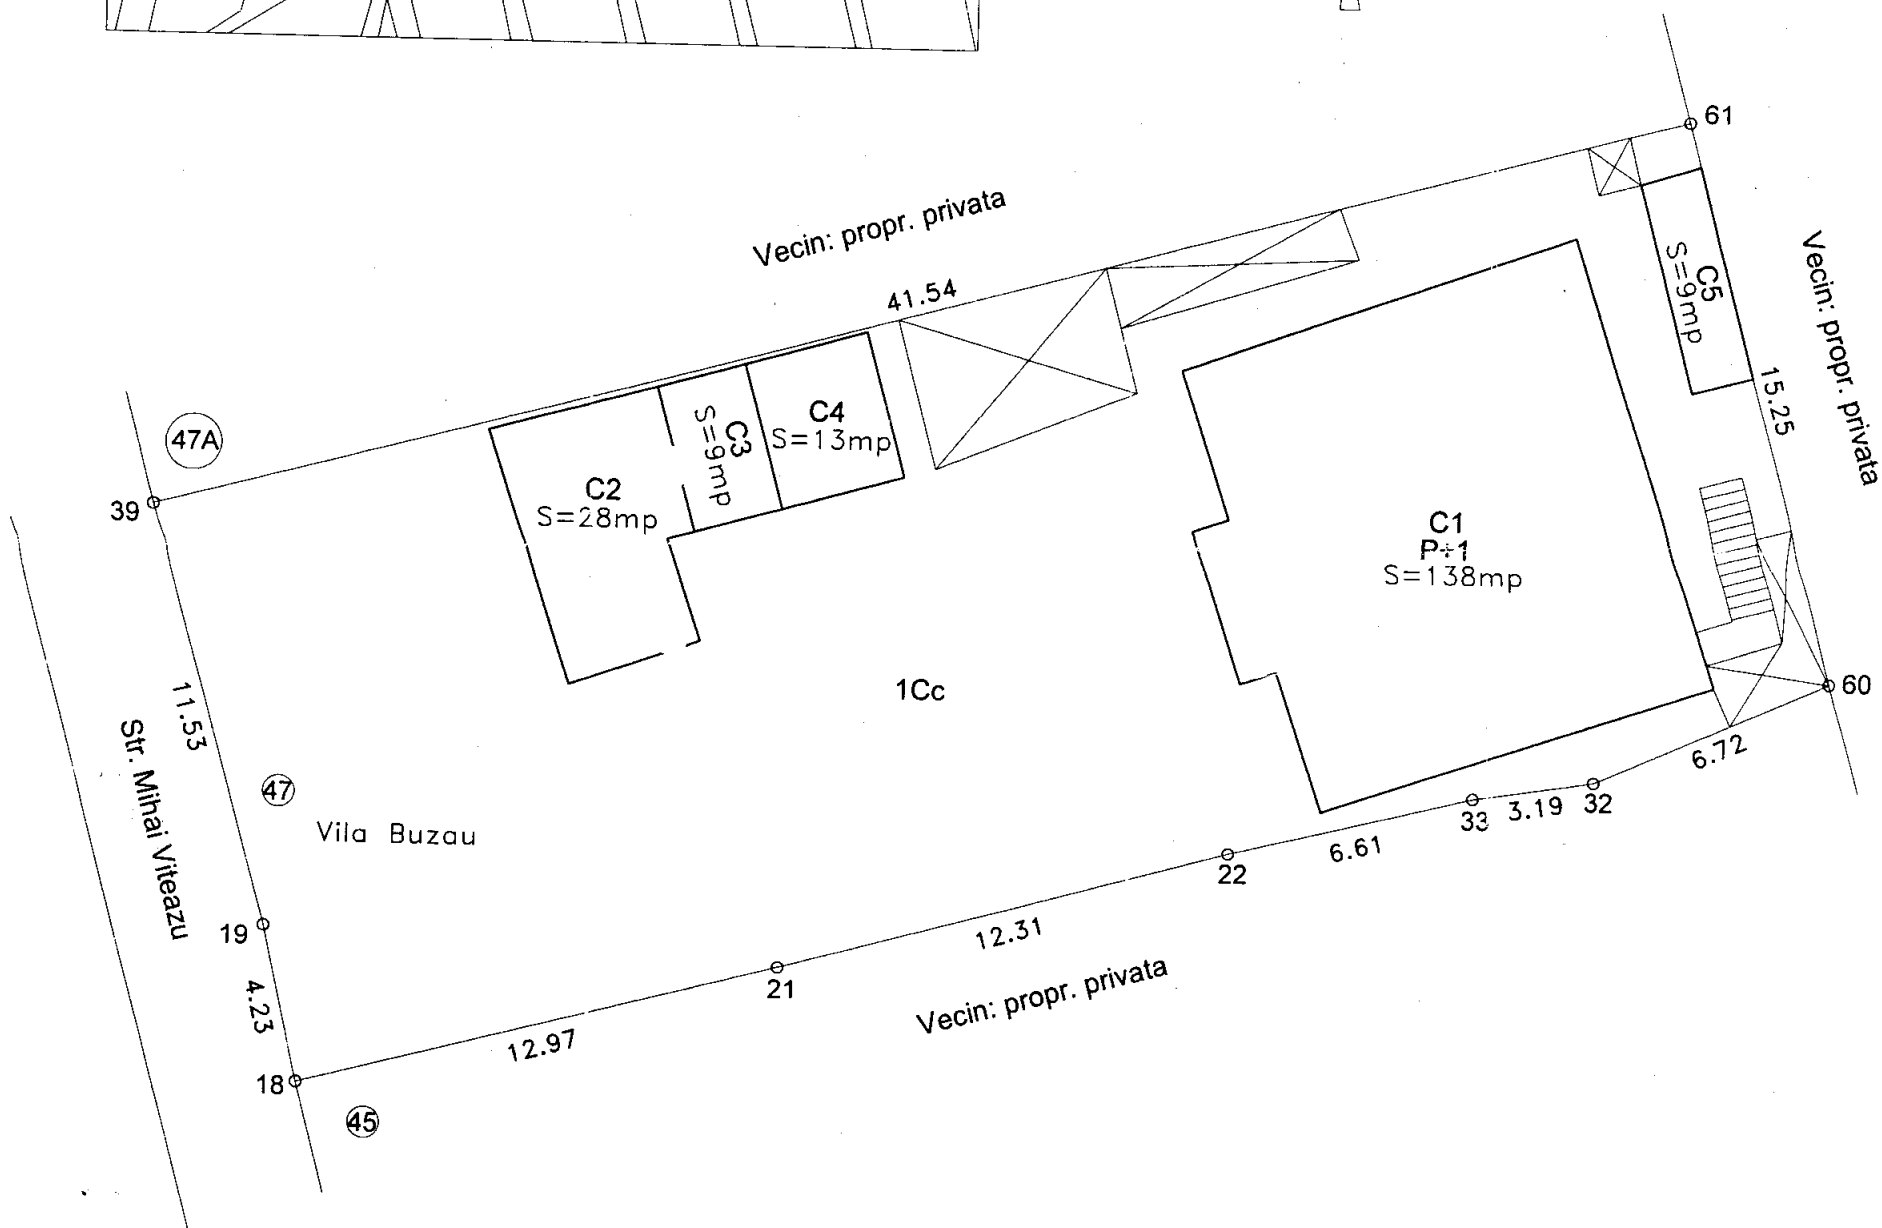 61
Vecin: propr. privata
41.54
C5
S=9mp
Vecin: propr. privata
15.25
47A
39
C4
S=13mp
C3
S=9mp
C2
S=28mp
C1
P+1
S=138mp
1Cc
60
11.53
Str. Mihai Viteazu
47
Vila Buzau
6.72
32
3.19
33
6.61
22
19
12.31
21
Vecin: propr. privata
4.23
12.97
18
45